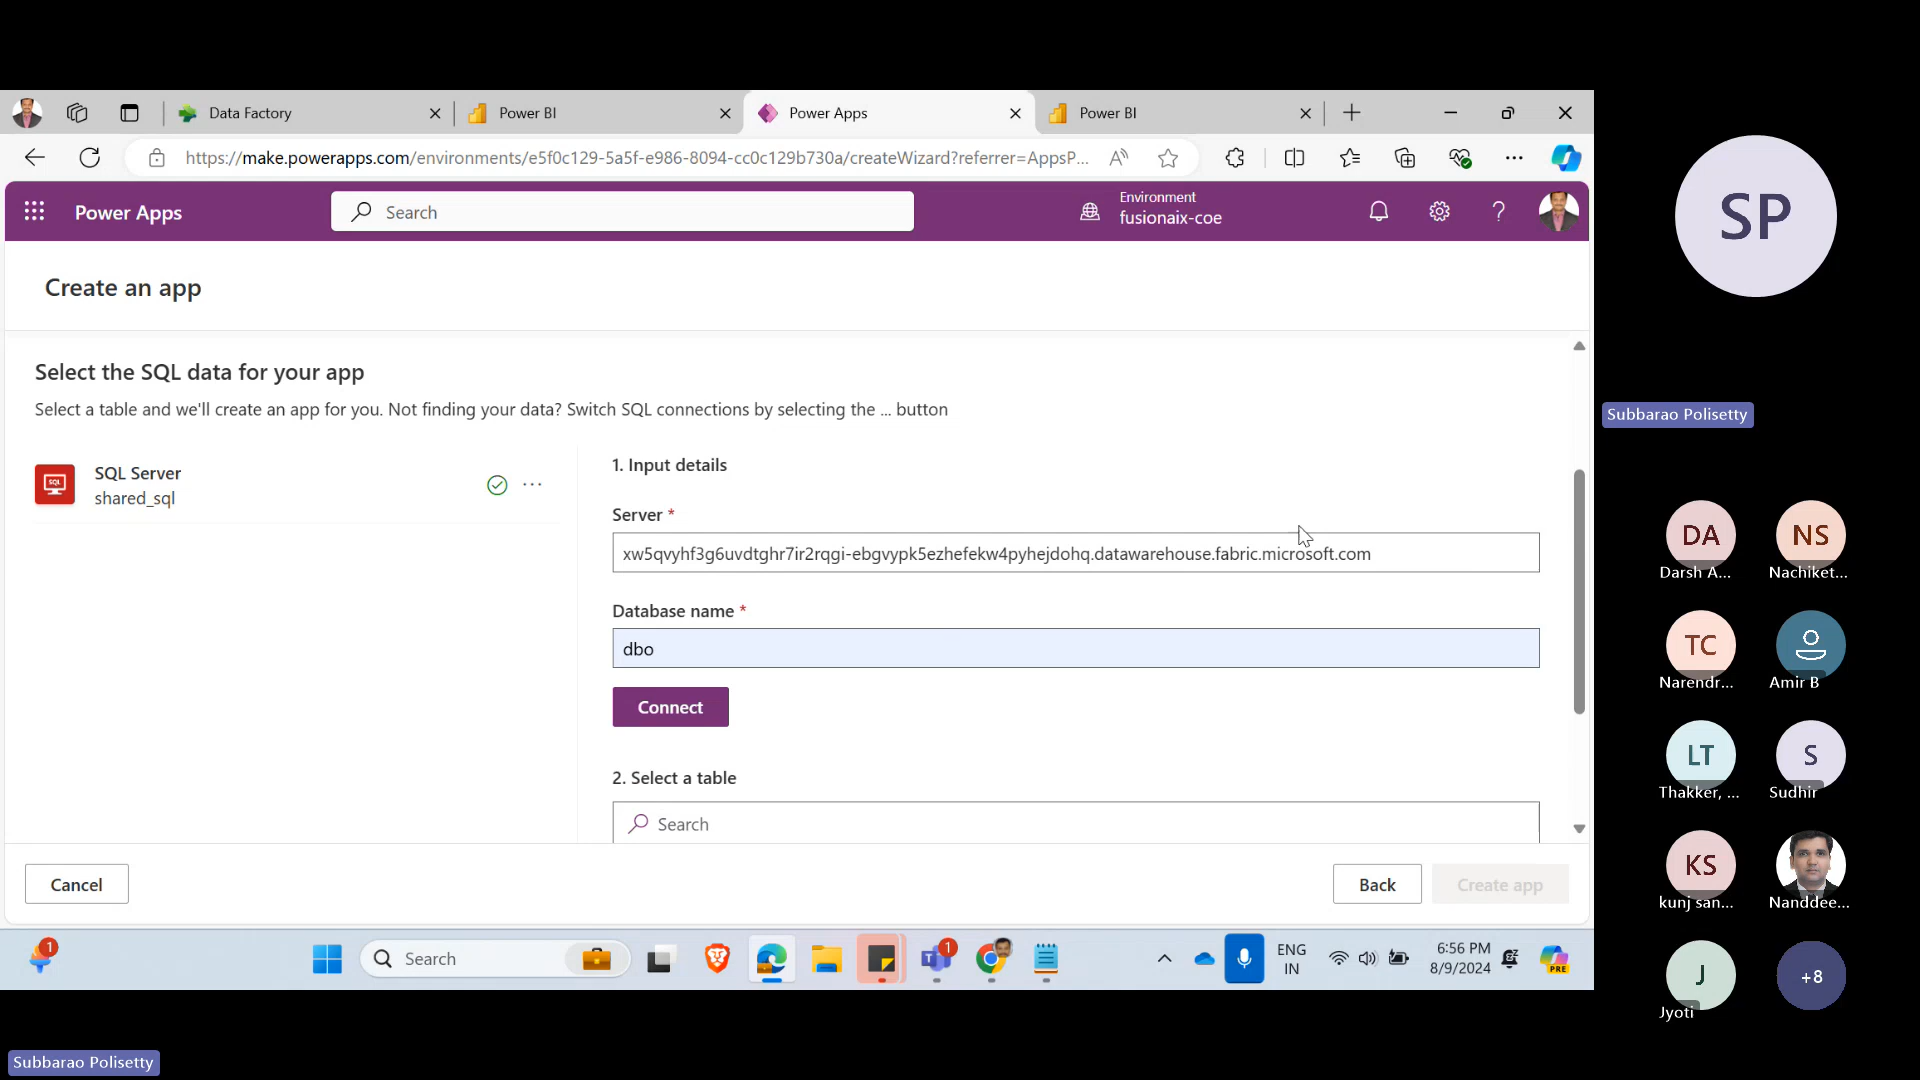 Data Factory
Power BI
Power Apps
Power BI
https://make.powerapps.com/environments/e5f0c129-5a5f-e986-8094-cc0c129b730a/createWizard?referrer=AppsP...
Power Apps
Search
Environment
fusionaix-coe
Create an app
Select the SQL data for your app
Select a table and we'll create an app for you. Not finding your data? Switch SQL connections by selecting the ... button
SQL
SQL Server
shared_sql
1. Input details
Server *
xw5qvyhf3g6uvdtghr7ir2rqgi-ebgvypk5ezhefekw4pyhejdohq.datawarehouse.fabric.microsoft.com
Database name *
dbo
Connect
2. Select a table
Search
Cancel
Back
Create app
1
Search
1
ENG
IN
6:56 PM
8/9/2024
PRE
SP
Subbarao Polisetty
DA
Darsh A...
NS
Nachiket...
TC
Narendr...
Amir B
LT
Thakker, ...
S
Sudhir
KS
kunj san...
Nanddee...
J
Jyoti
+8
Subbarao Polisetty